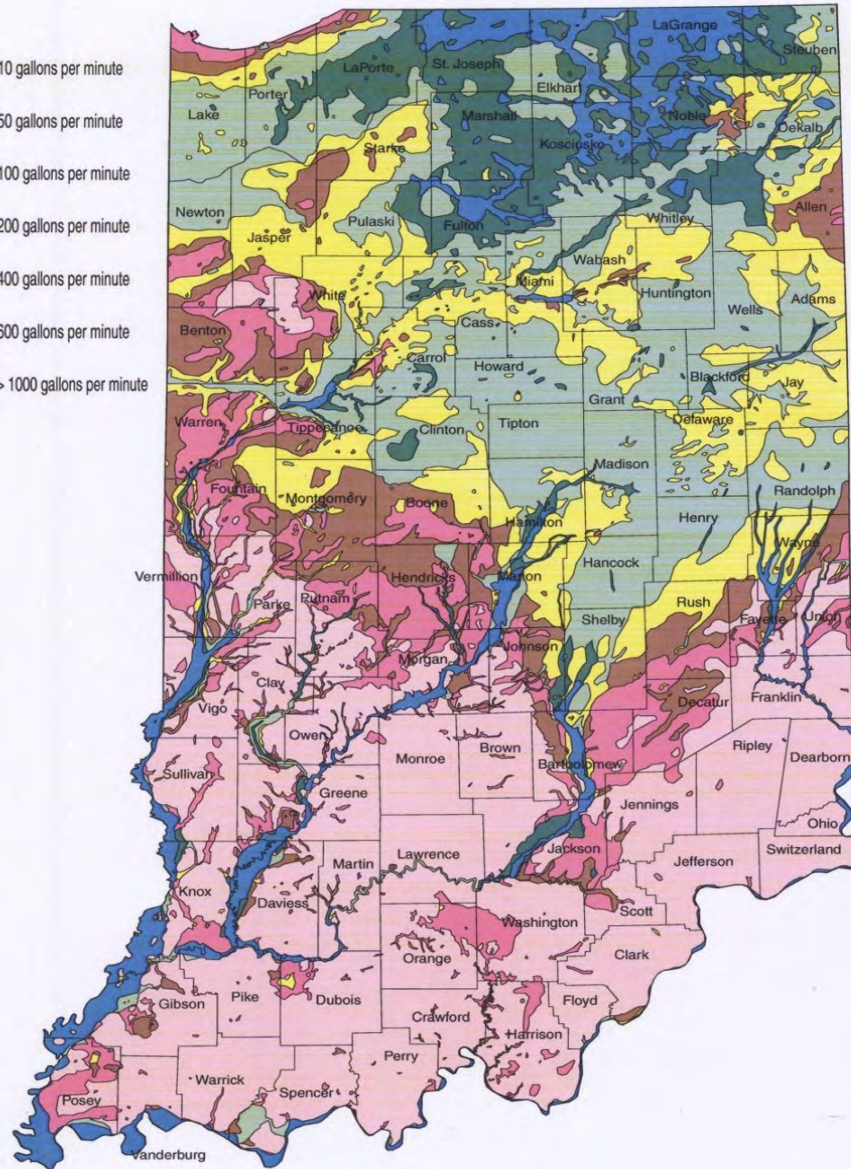 10 gallons per minute
50 gallons per minute
100 gallons per minute
200 gallons per minute
400 gallons per minute
600 gallons per minute
> 1000 gallons per minute
LaGrange
Steuben
LaPorte
St. Joseph
Elkhart
Porter
Lake
Marshall
Noble
Dekalb
Starke
Kosciusko
Newton
Allen
Pulaski
Fulton
Whitley
Jasper
Wabash
Miami
White
Huntington
Adams
Wells
Benton
Cass
Carrol
Howard
Blackford
Jay
Grant
Warren
Tippecanoe
Clinton
Tipton
Delaware
Madison
Fountain
Montgomery
Boone
Randolph
Hamilton
Henry
Wayne
Hancock
Vermillion
Hendricks
Marion
Parke
Putnam
Rush
Shelby
Fayette
Union
Johnson
Morgan
Clay
Vigo
Decatur
Franklin
Owen
Monroe
Brown
Ripley
Dearborn
Bartholomew
Sullivan
Greene
Jennings
Ohio
Jackson
Switzerland
Martin
Lawrence
Jefferson
Knox
Daviess
Scott
Washington
Orange
Clark
Gibson
Pike
Dubois
Floyd
Crawford
Harrison
Perry
Warrick
Spencer
Posey
Vanderburg